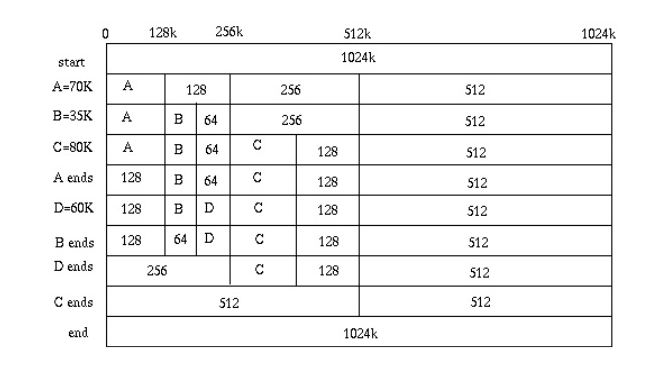 0 128k 256k 512k 1024k
start 1024k
A=70K A 128 256 512
B=35K A B 64 256 512
C=80K A B 64 C 128 512
A ends 128 B 64 C 128 512
D=60K 128 B D C 128 512
B ends 128 64 D C 128 512
D ends 256 C 128 512
C ends 512 512
end 1024k